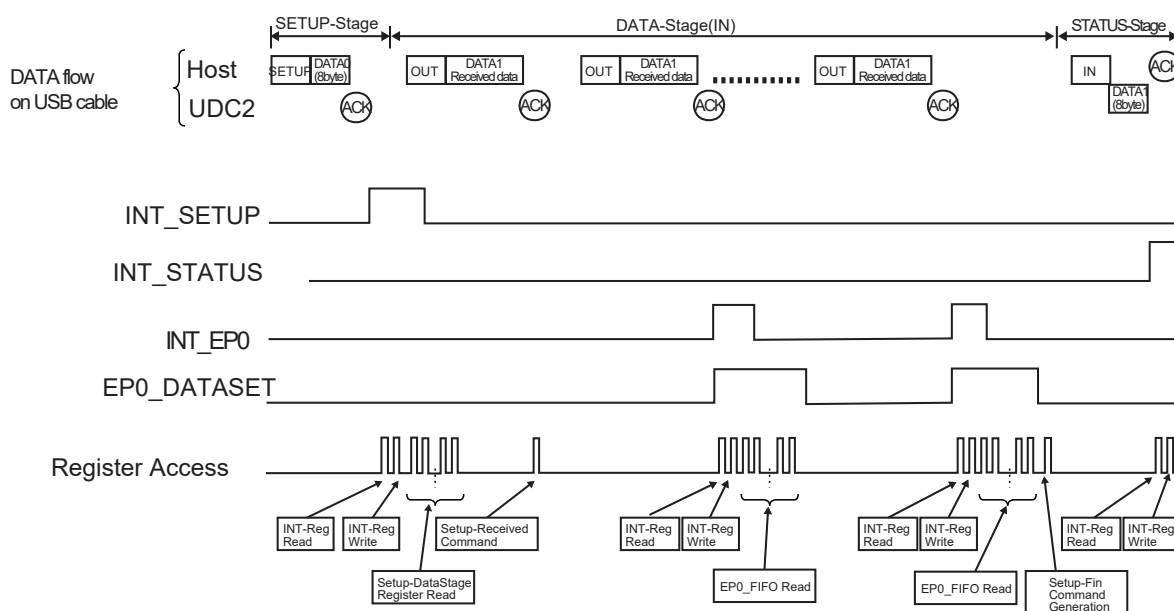 SETUP-Stage
DATA-Stage(IN)
STATUS-Stage
DATA flow
on USB cable
Host
UDC2
SETUP
DATA0
(8byte)
ACK
OUT
DATA1
Received data
ACK
OUT
DATA1
Received data
ACK
OUT
DATA1
Received data
ACK
IN
DATA1
(8byte)
ACK
INT_SETUP
INT_STATUS
INT_EP0
EP0_DATASET
Register Access
INT-Reg
Read
INT-Reg
Write
Setup-DataStage
Register Read
Setup-Received
Command
INT-Reg
Read
INT-Reg
Write
EP0_FIFO Read
INT-Reg
Read
INT-Reg
Write
EP0_FIFO Read
Setup-Fin
Command
Generation
INT-Reg
Read
INT-Reg
Write